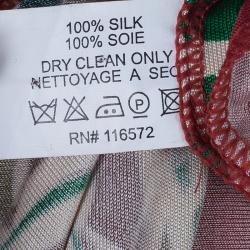 100% SILK
100% SOIE
DRY CLEAN ONLY
NETTOYAGE A SEC
RN# 116572